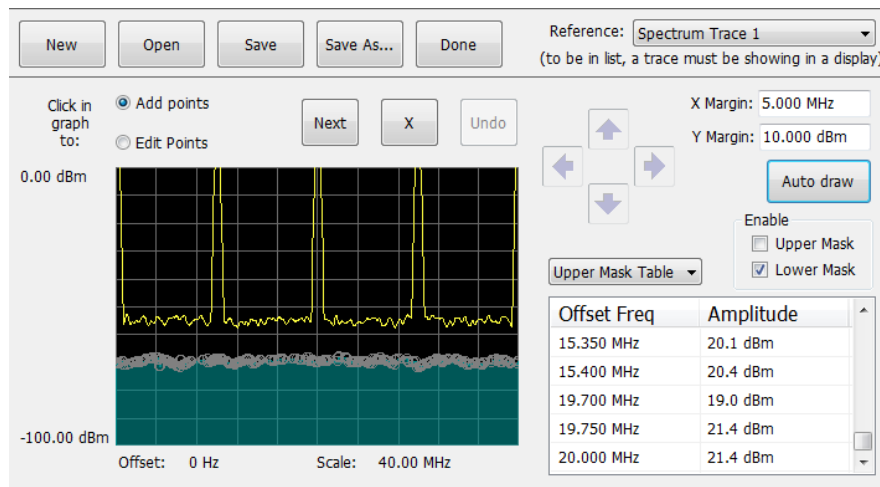 New
Open
Save
Save As...
Done
Reference: Spectrum Trace 1
(to be in list, a trace must be showing in a display)
Click in graph to:
Add points
Edit Points
Next
X
Undo
X Margin: 5.000 MHz
Y Margin: 10.000 dBm
Auto draw
Enable
Upper Mask
Lower Mask
0.00 dBm
-100.00 dBm
Offset: 0 Hz
Scale: 40.00 MHz
Upper Mask Table
Offset Freq Amplitude
15.350 MHz 20.1 dBm
15.400 MHz 20.4 dBm
19.700 MHz 19.0 dBm
19.750 MHz 21.4 dBm
20.000 MHz 21.4 dBm